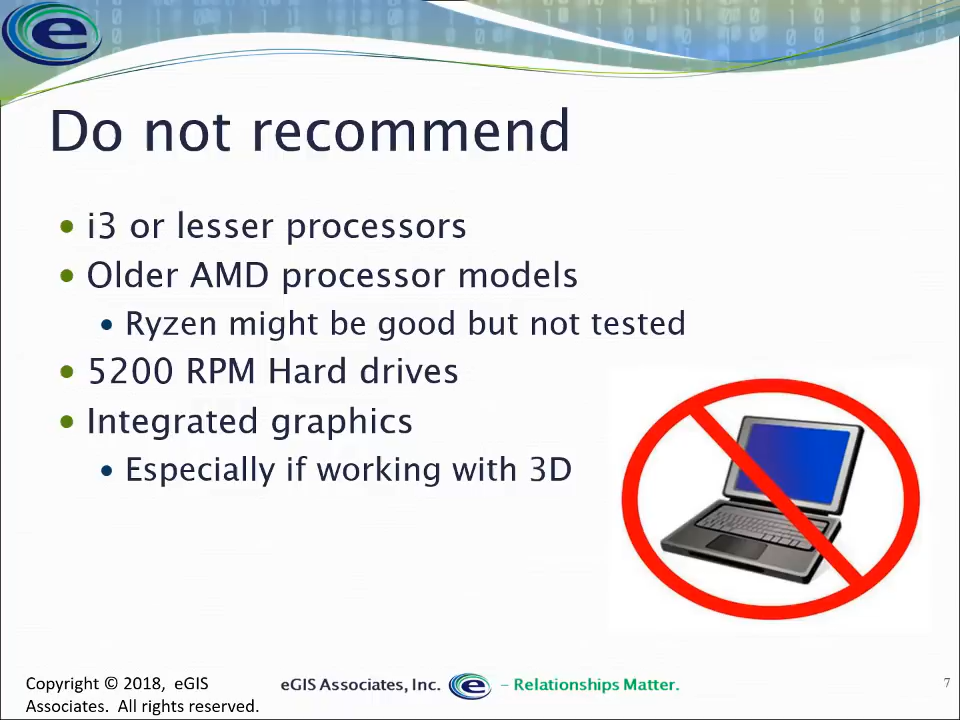 Do not recommend
i3 or lesser processors
Older AMD processor models
Ryzen might be good but not tested
5200 RPM Hard drives
Integrated graphics
Especially if working with 3D
Copyright © 2018,  eGIS
Associates.  All rights reserved.
eGIS Associates, Inc. e – Relationships Matter.
7